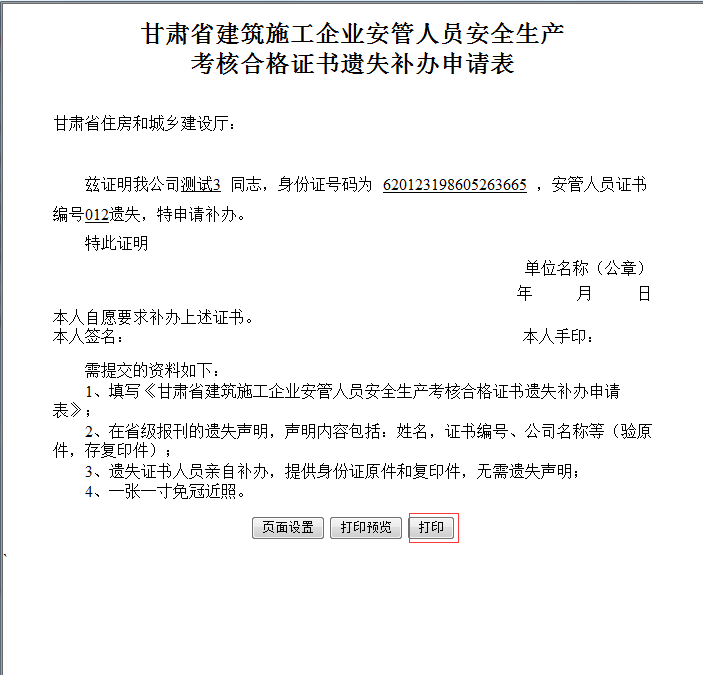 甘肃省建筑施工企业安管人员安全生产
考核合格证书遗失补办申请表
甘肃省住房和城乡建设厅：
兹证明我公司测试3 同志，身份证号码为 620123198605263665 ，安管人员证书
编号012遗失，特申请补办。
特此证明
单位名称（公章）
年 月 日
本人自愿要求补办上述证书。
本人签名： 本人手印：
需提交的资料如下：
1、填写《甘肃省建筑施工企业安管人员安全生产考核合格证书遗失补办申请
表》；
2、在省级报刊的遗失声明，声明内容包括：姓名，证书编号、公司名称等（验原
件，存复印件）；
3、遗失证书人员亲自补办，提供身份证原件和复印件，无需遗失声明；
4、一张一寸免冠近照。
页面设置 打印预览 打印